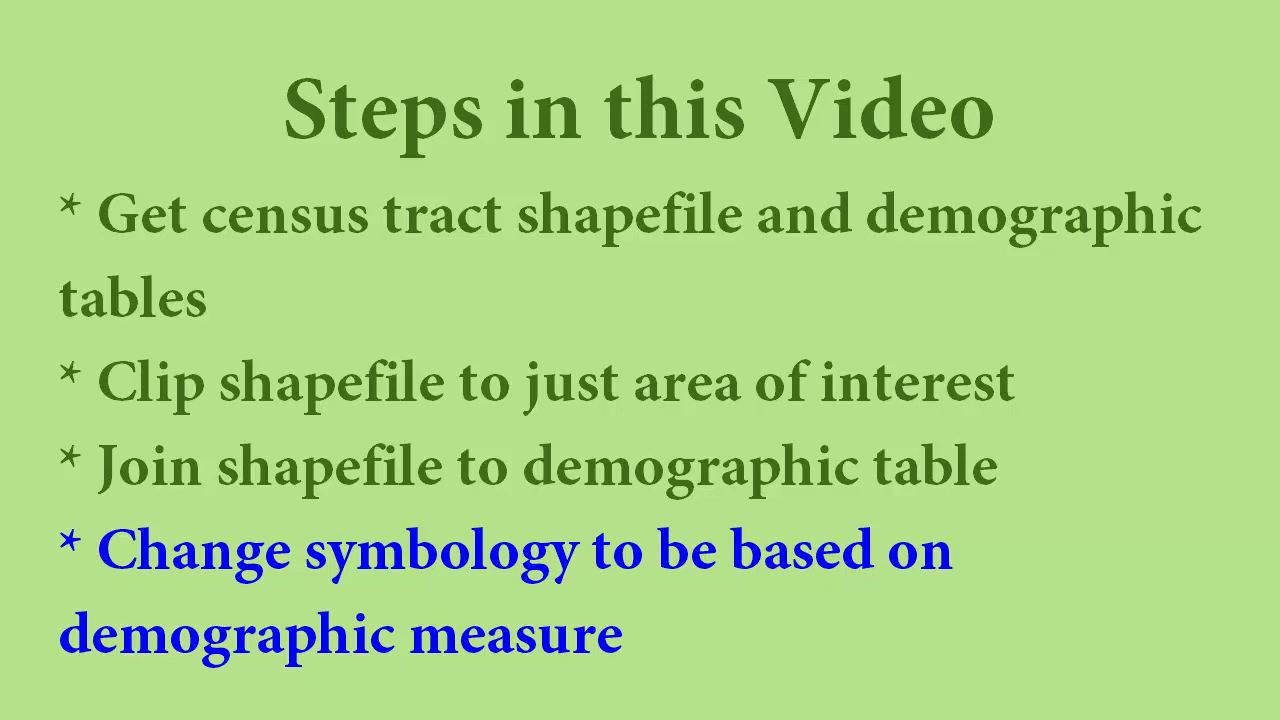 Steps in this Video
* Get census tract shapefile and demographic
tables
* Clip shapefile to just area of interest
* Join shapefile to demographic table
* Change symbology to be based on
demographic measure